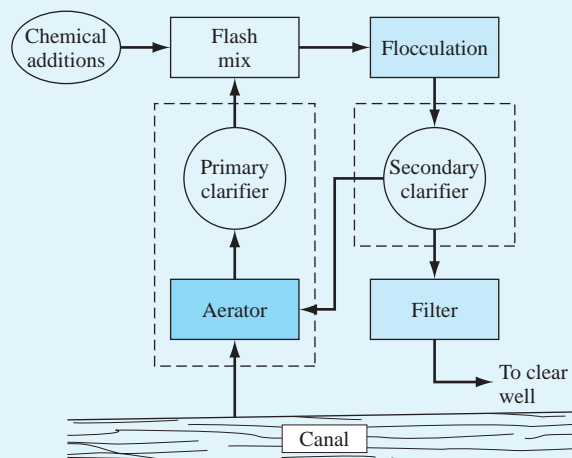 Chemical
additions
Flash
mix
Flocculation
Primary
clarifier
Secondary
clarifier
Aerator
Filter
To clear
well
Canal